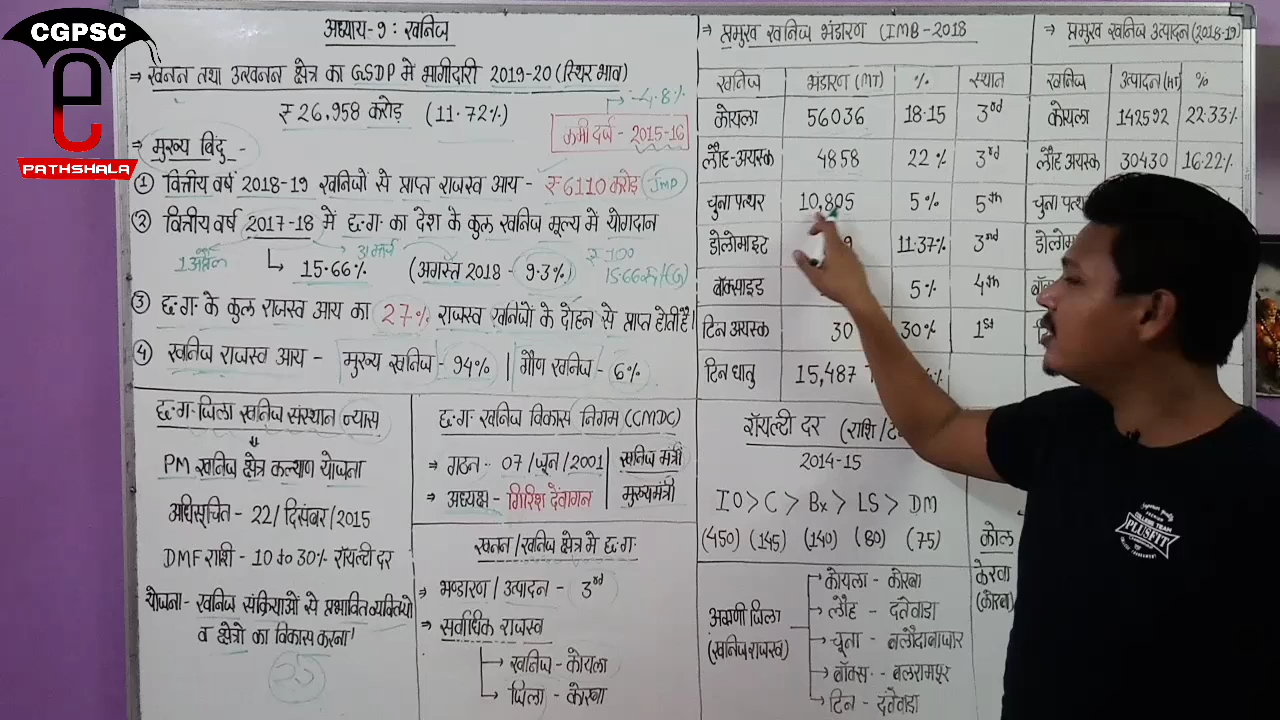 CGPSC
e
PATHSHALA
अध्याय-9 : खनिज
⇒ खनन तथा उत्खनन क्षेत्र का GSDP मे भागीदारी 2019-20 (स्थिर भाव)
₹ 26.958 करोड़ (11.72%)
→ -4.8%
कमी दर्ज - 2015-16
⇒ मुख्य बिंदु -
① वित्तीय वर्ष 2018-19 खनिजों से प्राप्त राजस्व आय - ₹ 6110 करोड़ Imp
② वित्तीय वर्ष 2017-18 में छ.ग. का देश के कुल खनिज मूल्य मे योगदान
↳ 15.66% (अगस्त 2018 - 9.3%)
₹ 100
③ छ.ग. के कुल राजस्व आय का 27% राजस्व खनिजों के दोहन से प्राप्त होती है।
④ खनिज राजस्व आय - मुख्य खनिज - 94% | गौण खनिज - 6%
छ.ग. जिला खनिज संस्थान न्यास
PM खनिज क्षेत्र कल्याण योजना
अधिसूचित - 22/दिसंबर/2015
DMF राशी - 10 to 30% रॉयल्टी दर
योजना - खनिज संक्रियाओं से प्रभावित व्यक्तियो
व क्षेत्रो का विकास करना।
25
छ.ग. खनिज विकास निगम (CMDC)
→ गठन - 07/जून/2001 | खनिज मंत्री
→ अध्यक्ष - गिरिश देवांगन | मुख्यमंत्री
खनन/खनिज क्षेत्र मे छ.ग.
→ भण्डारण/उत्पादन - 3rd
⇒ सर्वाधिक राजस्व
→ खनिज - कोयला
→ जिला - कोरबा
⇒ प्रमुख खनिज भंडारण (IMB-2018
खनिज भंडारण (MT) % स्थान
कोयला 56036 18.15 3rd
लौह-अयस्क 4858 22% 3rd
चुना पत्थर 10,805 5% 5th
डोलोमाइट 11.37% 3nd
बॉक्साइड 5% 4th
टिन अयस्क 30 30% 1st
टिन धातु 15,487
⇒ प्रमुख खनिज उत्पादन (2018-19)
खनिज उत्पादन (MT) %
कोयला 142592 22.33%
लौह अयस्क 30430 16.22%
चुना
रॉयल्टी दर (राशि/
2014-15
IO > C > Bx > LS > DM
(450) (145) (140) (80) (75)
अग्रणी जिला
(खनिज राजस्व)
→ कोयला - कोरबा
→ लौह - दंतेवाड़ा
→ चूना - बलौदाबाजार
→ बॉक्स. - बलरामपुर
→ टिन - दंतेवाड़ा
कोल
केरवा
(कोरबा)
PLUSFIT